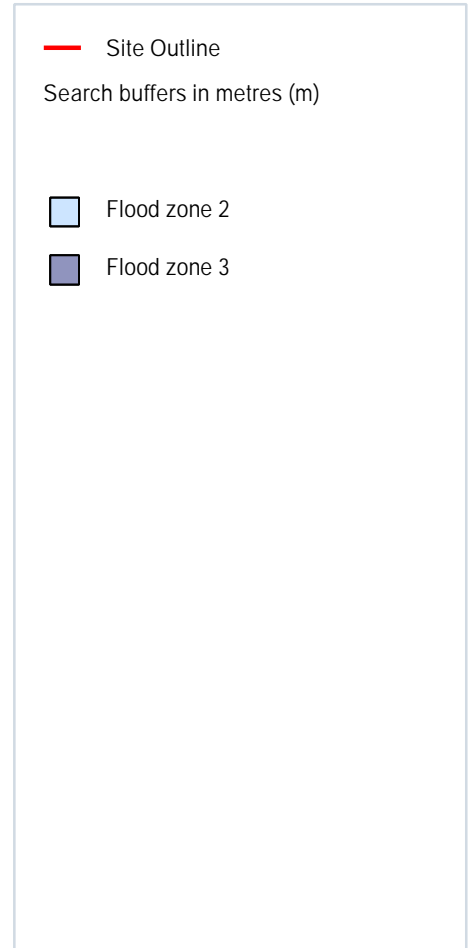 Site Outline
Search buffers in metres (m)
Flood zone 2
Flood zone 3